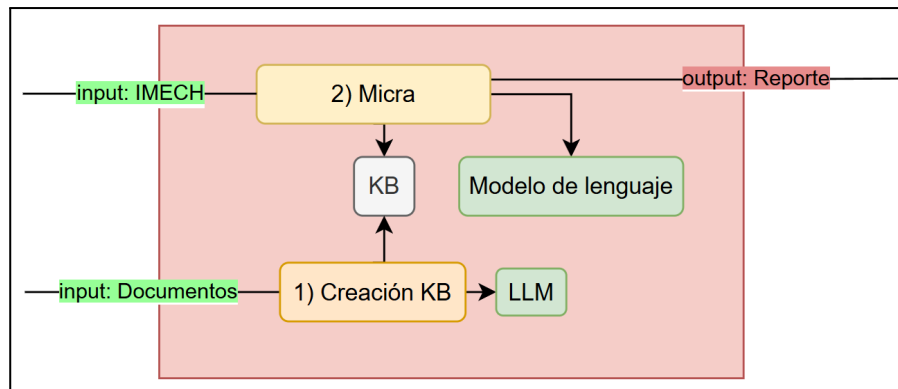 input: IMECH
2) Micra
output: Reporte
KB
Modelo de lenguaje
input: Documentos
1) Creación KB
LLM